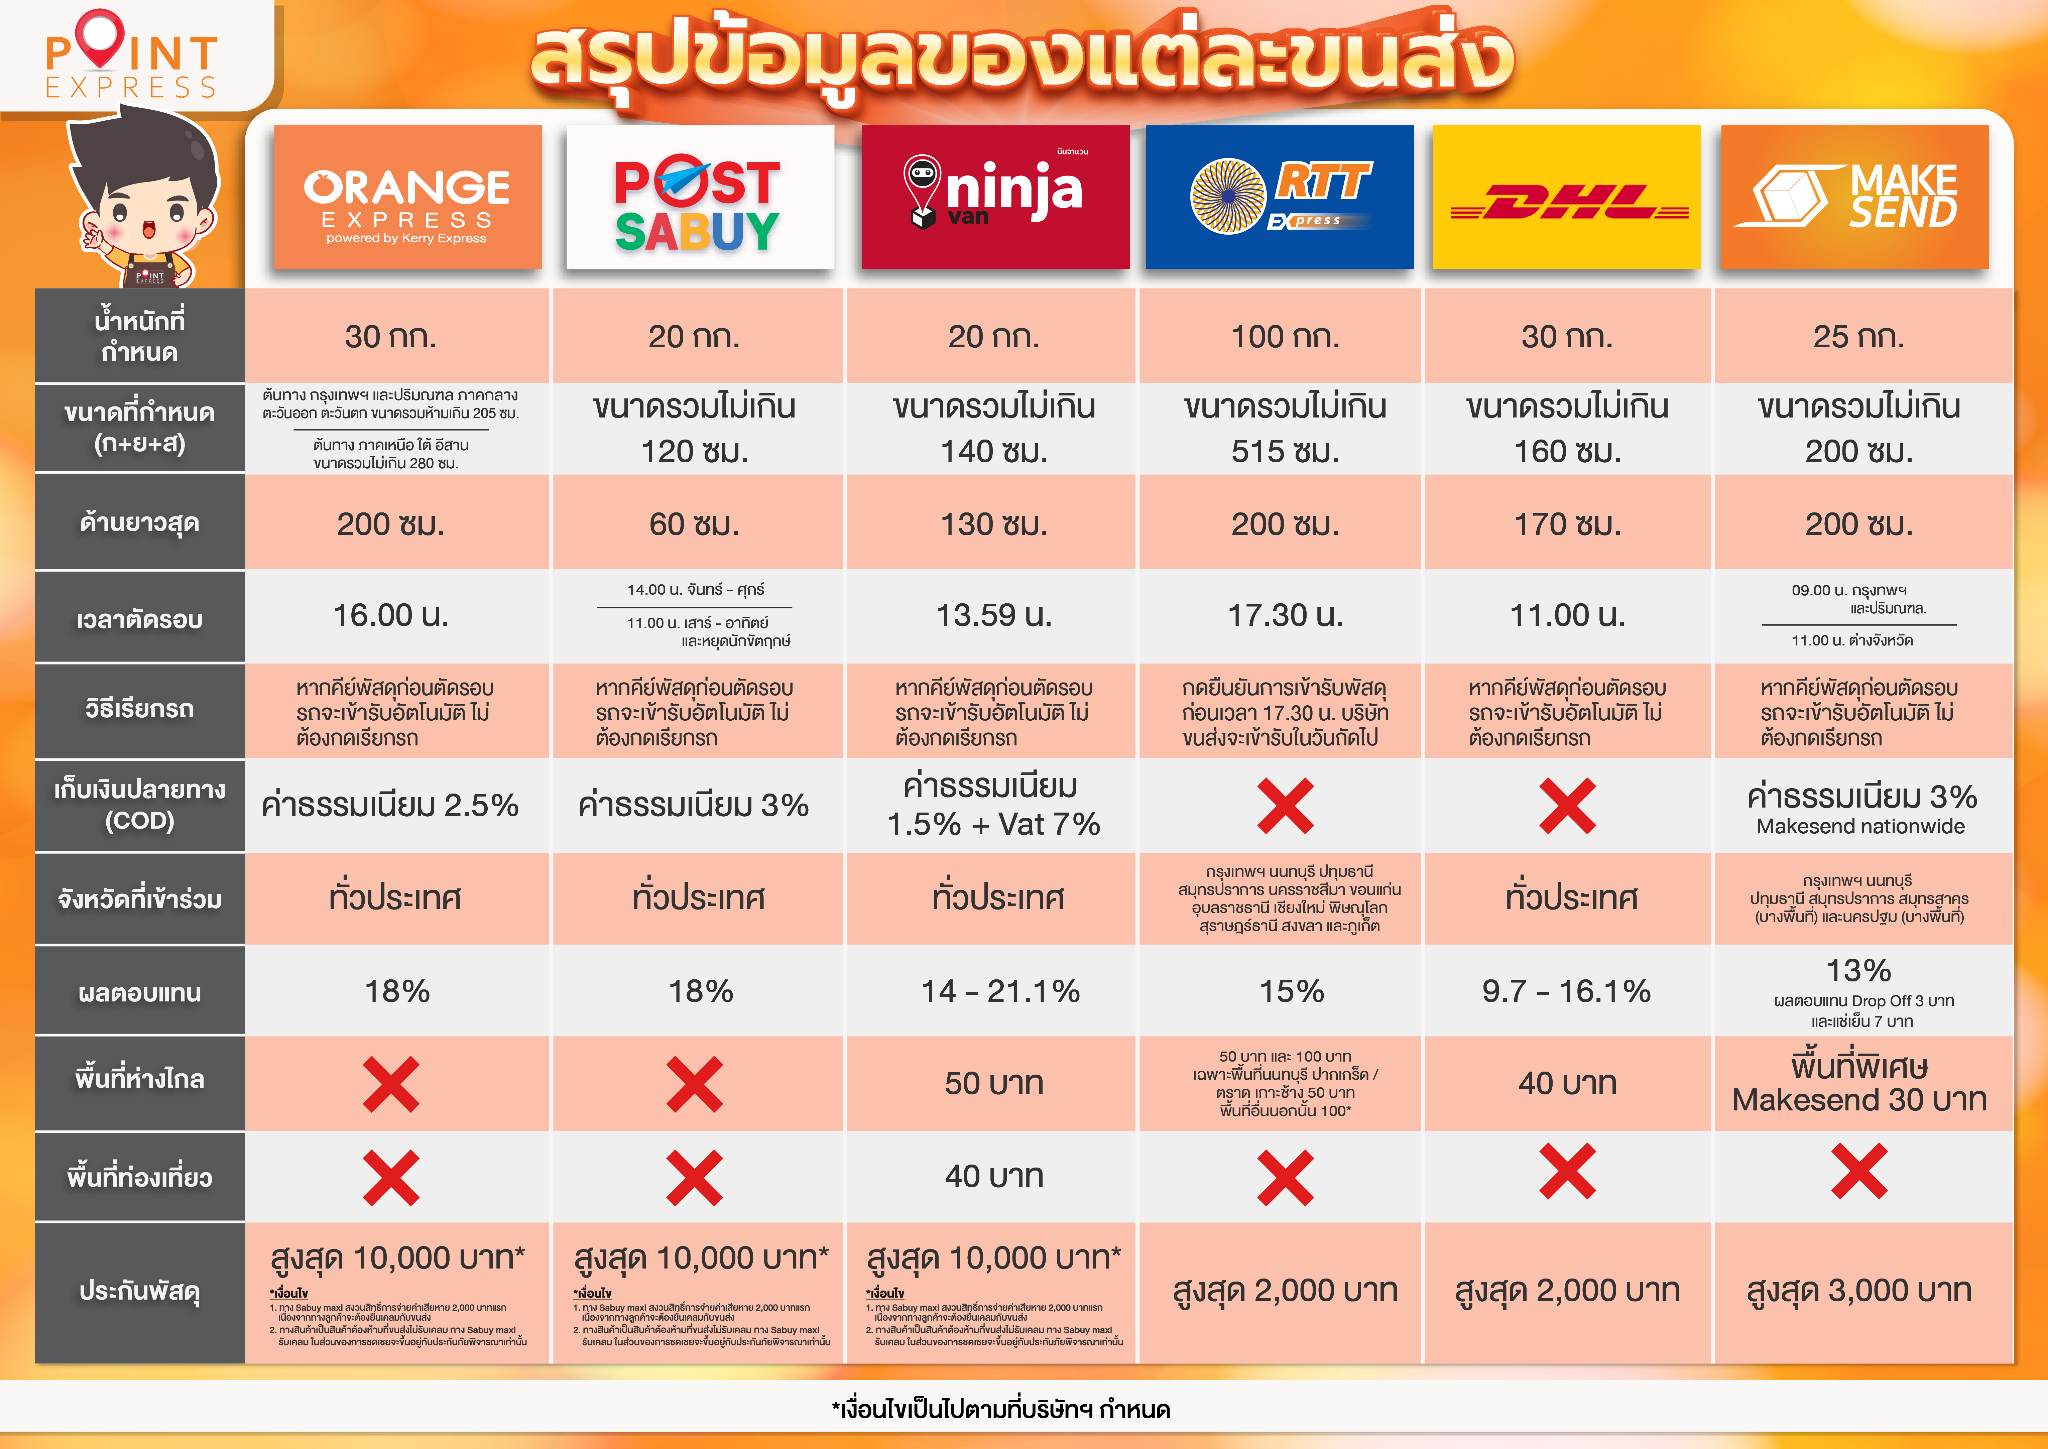 POINT
EXPRESS
สรุปข้อมูลของแต่ละขนส่ง
ORANGE
EXPRESS
powered by Kerry Express
POST
SABUY
นินจาแวน
ninja
van
RTT
EXpress
DHL
MAKE
SEND
POINT
EXPRESS
น้ำหนักที่
กำหนด
30 กก.
20 กก.
20 กก.
100 กก.
30 กก.
25 กก.
ขนาดที่กำหนด
(ก+ย+ส)
ต้นทาง กรุงเทพฯ และปริมณฑล ภาคกลาง
ตะวันออก ตะวันตก ขนาดรวมห้ามเกิน 205 ซม.
ต้นทาง ภาคเหนือ ใต้ อีสาน
ขนาดรวมไม่เกิน 280 ซม.
ขนาดรวมไม่เกิน
120 ซม.
ขนาดรวมไม่เกิน
140 ซม.
ขนาดรวมไม่เกิน
515 ซม.
ขนาดรวมไม่เกิน
160 ซม.
ขนาดรวมไม่เกิน
200 ซม.
ด้านยาวสุด
200 ซม.
60 ซม.
130 ซม.
200 ซม.
170 ซม.
200 ซม.
เวลาตัดรอบ
16.00 น.
14.00 น. จันทร์ - ศุกร์
11.00 น. เสาร์ - อาทิตย์
และหยุดนักขัตฤกษ์
13.59 น.
17.30 น.
11.00 น.
09.00 น. กรุงเทพฯ
และปริมณฑล.
11.00 น. ต่างจังหวัด
วิธีเรียกรถ
หากคีย์พัสดุก่อนตัดรอบ
รถจะเข้ารับอัตโนมัติ ไม่
ต้องกดเรียกรถ
หากคีย์พัสดุก่อนตัดรอบ
รถจะเข้ารับอัตโนมัติ ไม่
ต้องกดเรียกรถ
หากคีย์พัสดุก่อนตัดรอบ
รถจะเข้ารับอัตโนมัติ ไม่
ต้องกดเรียกรถ
กดยืนยันการเข้ารับพัสดุ
ก่อนเวลา 17.30 น. บริษัท
ขนส่งจะเข้ารับในวันถัดไป
หากคีย์พัสดุก่อนตัดรอบ
รถจะเข้ารับอัตโนมัติ ไม่
ต้องกดเรียกรถ
หากคีย์พัสดุก่อนตัดรอบ
รถจะเข้ารับอัตโนมัติ ไม่
ต้องกดเรียกรถ
เก็บเงินปลายทาง
(COD)
ค่าธรรมเนียม 2.5%
ค่าธรรมเนียม 3%
ค่าธรรมเนียม
1.5% + Vat 7%
ค่าธรรมเนียม 3%
Makesend nationwide
จังหวัดที่เข้าร่วม
ทั่วประเทศ
ทั่วประเทศ
ทั่วประเทศ
กรุงเทพฯ นนทบุรี ปทุมธานี
สมุทรปราการ นครราชสีมา ขอนแก่น
อุบลราชธานี เชียงใหม่ พิษณุโลก
สุราษฎร์ธานี สงขลา และภูเก็ต
ทั่วประเทศ
กรุงเทพฯ นนทบุรี
ปทุมธานี สมุทรปราการ สมุทรสาคร
(บางพื้นที่) และนครปฐม (บางพื้นที่)
ผลตอบแทน
18%
18%
14 - 21.1%
15%
9.7 - 16.1%
13%
ผลตอบแทน Drop Off 3 บาท
และแช่เย็น 7 บาท
พื้นที่ห่างไกล
50 บาท
50 บาท และ 100 บาท
เฉพาะพื้นที่นนทบุรี ปากเกร็ด /
ตราด เกาะช้าง 50 บาท
พื้นที่อื่นนอกนั้น 100*
40 บาท
พื้นที่พิเศษ
Makesend 30 บาท
พื้นที่ท่องเที่ยว
40 บาท
ประกันพัสดุ
สูงสุด 10,000 บาท*
*เงื่อนไข
1. ทาง Sabuy maxi สงวนสิทธิ์การจ่ายค่าเสียหาย 2,000 บาทแรก
เนื่องจากทางลูกค้าจะต้องยื่นเคลมกับขนส่ง
2. ทางสินค้าเป็นสินค้าต้องห้ามที่ขนส่งไม่รับเคลม ทาง Sabuy maxi
รับเคลม ในส่วนของการชดเชยจะขึ้นอยู่กับประกันภัยพิจารณาเท่านั้น
สูงสุด 10,000 บาท*
*เงื่อนไข
1. ทาง Sabuy maxi สงวนสิทธิ์การจ่ายค่าเสียหาย 2,000 บาทแรก
เนื่องจากทางลูกค้าจะต้องยื่นเคลมกับขนส่ง
2. ทางสินค้าเป็นสินค้าต้องห้ามที่ขนส่งไม่รับเคลม ทาง Sabuy maxi
รับเคลม ในส่วนของการชดเชยจะขึ้นอยู่กับประกันภัยพิจารณาเท่านั้น
สูงสุด 10,000 บาท*
*เงื่อนไข
1. ทาง Sabuy maxi สงวนสิทธิ์การจ่ายค่าเสียหาย 2,000 บาทแรก
เนื่องจากทางลูกค้าจะต้องยื่นเคลมกับขนส่ง
2. ทางสินค้าเป็นสินค้าต้องห้ามที่ขนส่งไม่รับเคลม ทาง Sabuy maxi
รับเคลม ในส่วนของการชดเชยจะขึ้นอยู่กับประกันภัยพิจารณาเท่านั้น
สูงสุด 2,000 บาท
สูงสุด 2,000 บาท
สูงสุด 3,000 บาท
*เงื่อนไขเป็นไปตามที่บริษัทฯ กำหนด